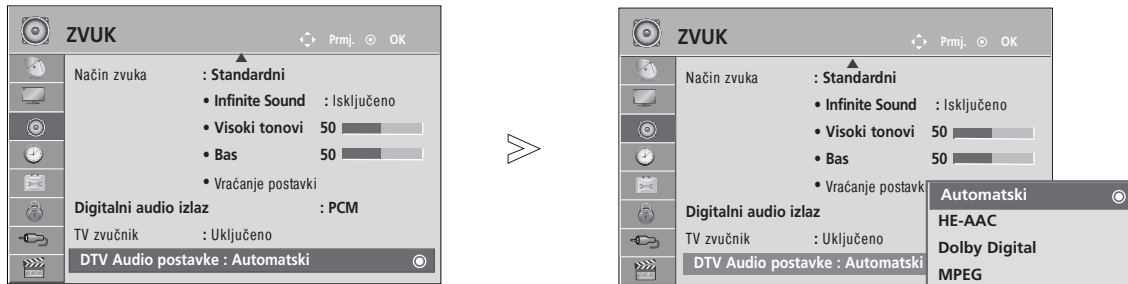 ZVUK
Prmj. OK
Način zvuka : Standardni
• Infinite Sound : Isključeno
• Visoki tonovi 50
• Bas 50
• Vraćanje postavki
Digitalni audio izlaz : PCM
TV zvučnik : Uključeno
DTV Audio postavke : Automatski
ZVUK
Prmj. OK
Način zvuka : Standardni
• Infinite Sound : Isključeno
• Visoki tonovi 50
• Bas 50
• Vraćanje postavk
Digitalni audio izlaz
TV zvučnik : Uključeno
DTV Audio postavke : Automatski
Automatski
HE-AAC
Dolby Digital
MPEG